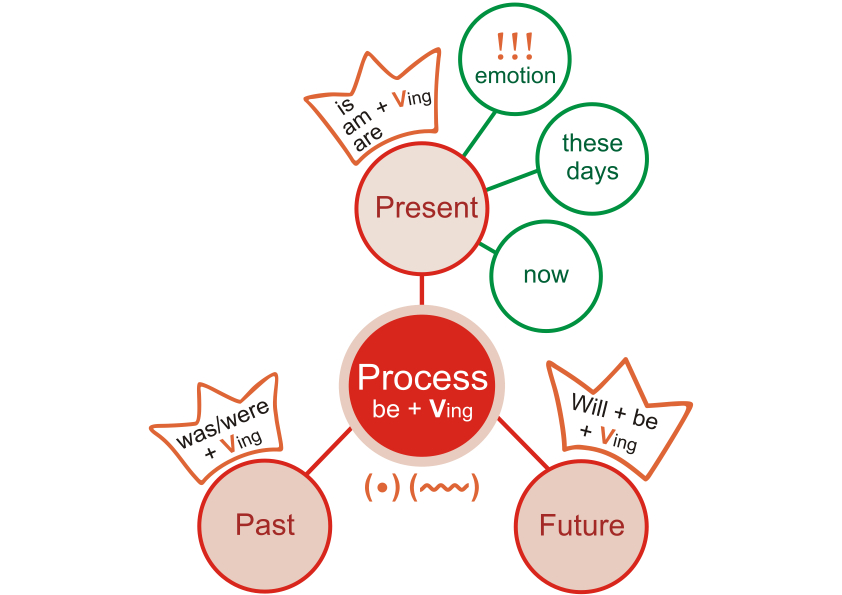 !!!
emotion
is
am + Ving
are
these
days
Present
now
Process
be + Ving
was/were
+ Ving
Will + be
+ Ving
(•) (~~~)
Past
Future